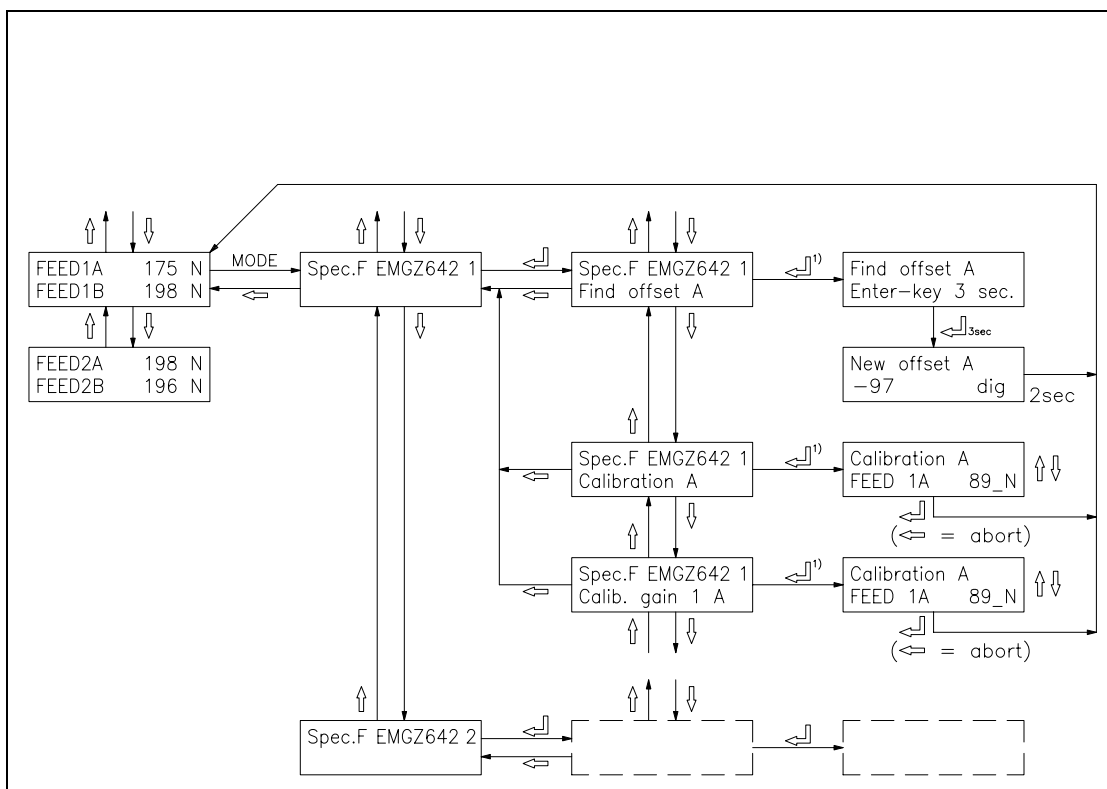 FEED1A 175 N
FEED1B 198 N
MODE
Spec.F EMGZ642 1
Spec.F EMGZ642 1
Find offset A
1)
Find offset A
Enter-key 3 sec.
3sec
FEED2A 198 N
FEED2B 196 N
New offset A
-97 dig
2sec
Spec.F EMGZ642 1
Calibration A
1)
Calibration A
FEED 1A 89_N
(⇦ = abort)
Spec.F EMGZ642 1
Calib. gain 1 A
1)
Calibration A
FEED 1A 89_N
(⇦ = abort)
Spec.F EMGZ642 2